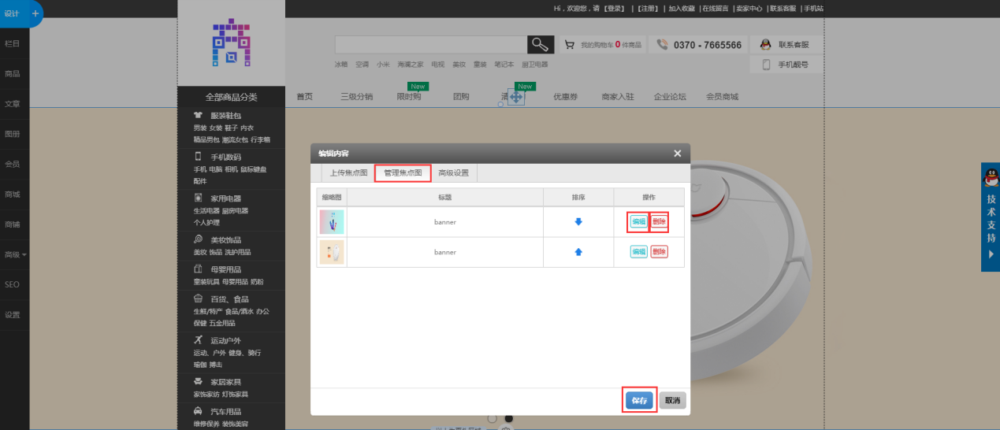 设计 +
栏目
商品
文章
图册
会员
商城
商铺
高级
SEO
设置
Hi，欢迎您，请【登录】 |【注册】 | 加入收藏 |在线留言 |卖家中心 |联系客服 |手机站
我的购物车0件商品
0370 - 7665566
联系客服
手机靓号
冰箱 空调 小米 海澜之家 电视 美妆 童装 笔记本 厨卫电器
New
New
首页 三级分销 限时购 团购 清 优惠券 商家入驻 企业论坛 会员商城
全部商品分类
服装鞋包
男装 女装 鞋子 内衣
精品男包 潮流女包 行李箱
手机数码
手机 电脑 相机 鼠标键盘
配件
家用电器
生活电器 厨房电器
个人护理
美妆饰品
美妆 饰品 洗护用品
母婴用品
童装玩具 母婴用品 奶粉
百货、食品
生鲜/特产 食品/酒水 办公
保健 五金用品
运动户外
运动、户外 健身、骑行
瑜伽 搏击
家居家具
家饰家纺 灯饰家具
汽车用品
维修保养 装饰美容
编辑内容
上传焦点图 管理焦点图 高级设置
缩略图 标题 排序 操作
banner 编辑 删除
banner 编辑 删除
保存 取消
技术支持